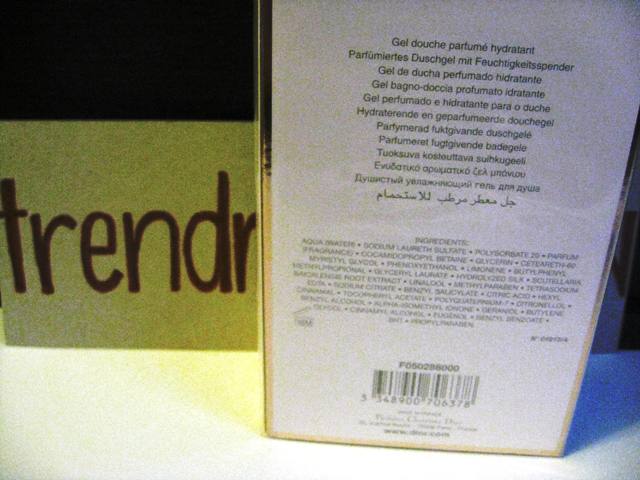 trendr
Gel douche parfumé hydratant
Parfümiertes Duschgel mit Feuchtigkeitsspender
Gel de ducha perfumado hidratante
Gel bagno-doccia profumato idratante
Gel perfumado e hidratante para o duche
Hydraterende en geparfumeerde douchegel
Parfymerad fuktgivande duschgelé
Parfumeret fugtgivende badegele
Tuoksuva kosteuttava suihkugeeli
Ενυδατικό αρωματικό ζελ μπάνιου
Душистый увлажняющий гель для душа
جل معطر مرطب للاستحمام
INGREDIENTS:
AQUA (WATER) • SODIUM LAURETH SULFATE • POLYSORBATE 20 • PARFUM
(FRAGRANCE) • COCAMIDOPROPYL BETAINE • GLYCERIN • CETEARETH-60
MYRISTYL GLYCOL • PHENOXYETHANOL • LIMONENE • BUTYLPHENYL
METHYLPROPIONAL • GLYCERYL LAURATE • HYDROLYZED SILK • SCUTELLARIA
BAICALENSIS ROOT EXTRACT • LINALOOL • METHYLPARABEN • TETRASODIUM
EDTA • SODIUM CITRATE • BENZYL SALICYLATE • CITRIC ACID • HEXYL
CINNAMAL • TOCOPHERYL ACETATE • POLYQUATERNIUM-7 • CITRONELLOL •
BENZYL ALCOHOL • ALPHA-ISOMETHYL IONONE • GERANIOL • BUTYLENE
GLYCOL • CINNAMYL ALCOHOL • EUGENOL • BENZYL BENZOATE •
BHT • PROPYLPARABEN
F050286000
3 348900 706378
www.dior.com